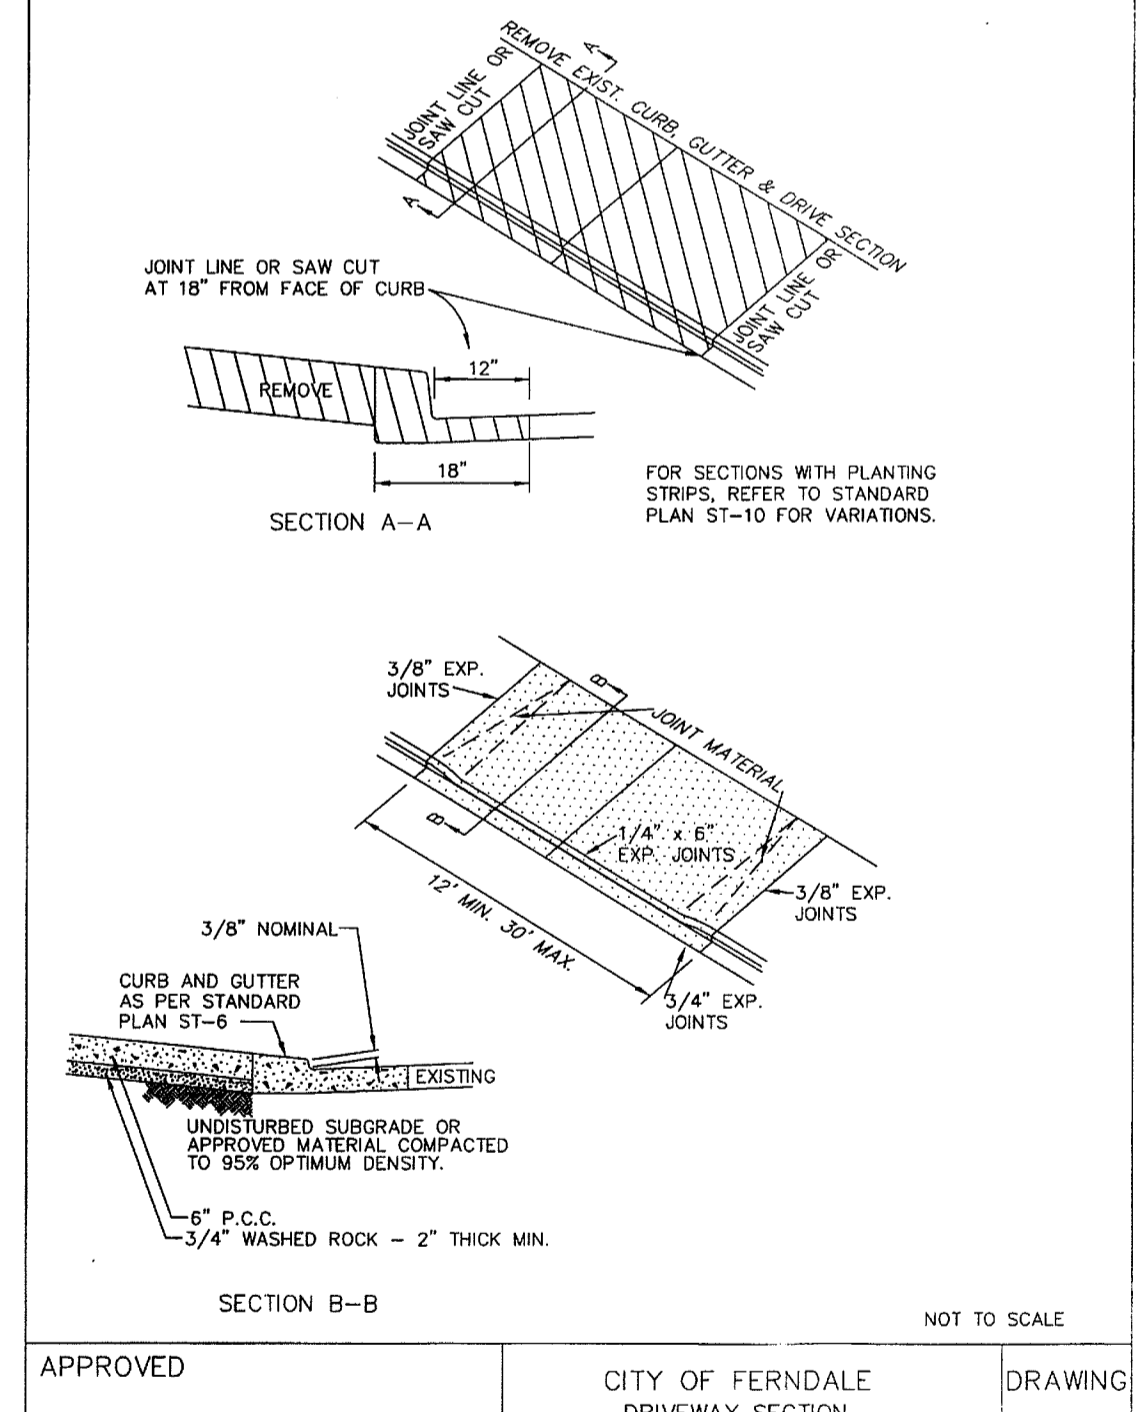 REMOVE EXIST. CURB, GUTTER & DRIVE SECTION
JOINT LINE OR
SAW CUT
A
A
JOINT LINE OR
SAW CUT
JOINT LINE OR SAW CUT
AT 18" FROM FACE OF CURB
12"
REMOVE
18"
SECTION A-A
FOR SECTIONS WITH PLANTING
STRIPS, REFER TO STANDARD
PLAN ST-10 FOR VARIATIONS.
3/8" EXP.
JOINTS
B
JOINT MATERIAL
B
1/4" x 6"
EXP. JOINTS
12' MIN. 30' MAX.
3/8" EXP.
JOINTS
3/4" EXP.
JOINTS
3/8" NOMINAL
CURB AND GUTTER
AS PER STANDARD
PLAN ST-6
EXISTING
UNDISTURBED SUBGRADE OR
APPROVED MATERIAL COMPACTED
TO 95% OPTIMUM DENSITY.
6" P.C.C.
3/4" WASHED ROCK - 2" THICK MIN.
SECTION B-B
NOT TO SCALE
APPROVED
CITY OF FERNDALE
DRIVEWAY SECTION
DRAWING